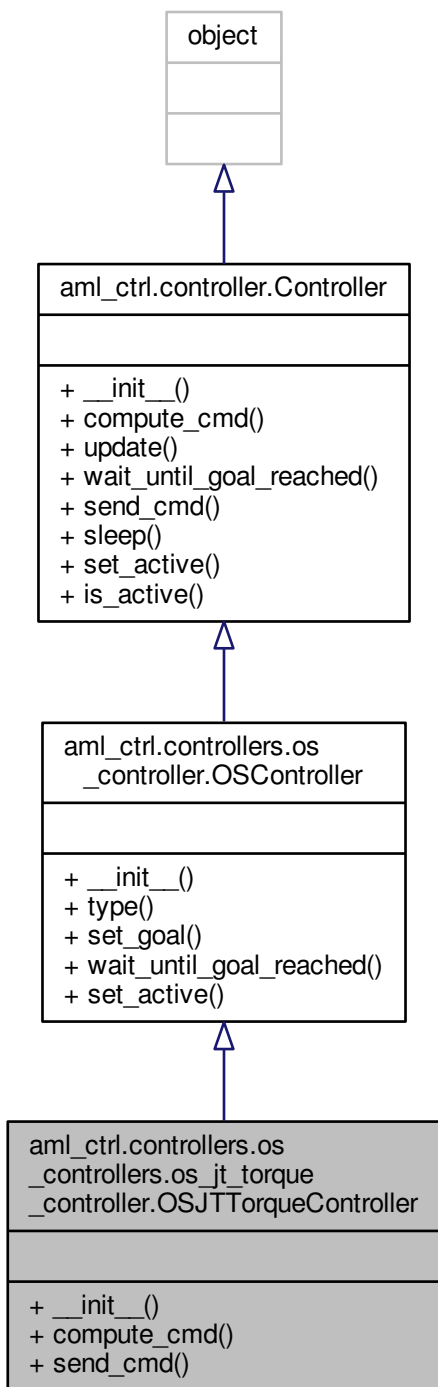 object
aml_ctrl.controller.Controller
+ __init__()
+ compute_cmd()
+ update()
+ wait_until_goal_reached()
+ send_cmd()
+ sleep()
+ set_active()
+ is_active()
aml_ctrl.controllers.os
_controller.OSController
+ __init__()
+ type()
+ set_goal()
+ wait_until_goal_reached()
+ set_active()
aml_ctrl.controllers.os
_controllers.os_jt_torque
_controller.OSJTTorqueController
+ __init__()
+ compute_cmd()
+ send_cmd()